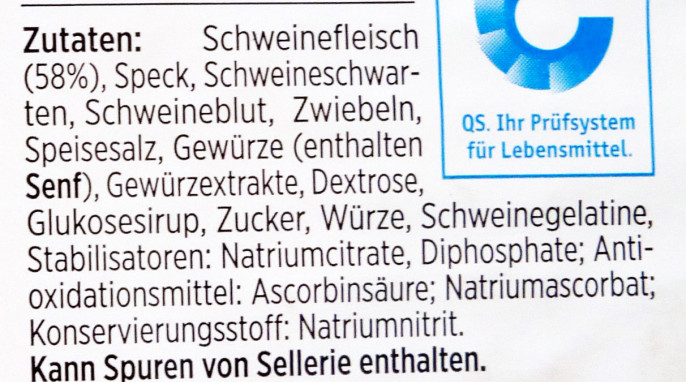 Zutaten: Schweinefleisch
(58%), Speck, Schweineschwar-
ten, Schweineblut, Zwiebeln,
Speisesalz, Gewürze (enthalten
Senf), Gewürzextrakte, Dextrose,
Glukosesirup, Zucker, Würze, Schweinegelatine,
Stabilisatoren: Natriumcitrate, Diphosphate; Anti-
oxidationsmittel: Ascorbinsäure; Natriumascorbat;
Konservierungsstoff: Natriumnitrit.
Kann Spuren von Sellerie enthalten.
QS. Ihr Prüfsystem
für Lebensmittel.